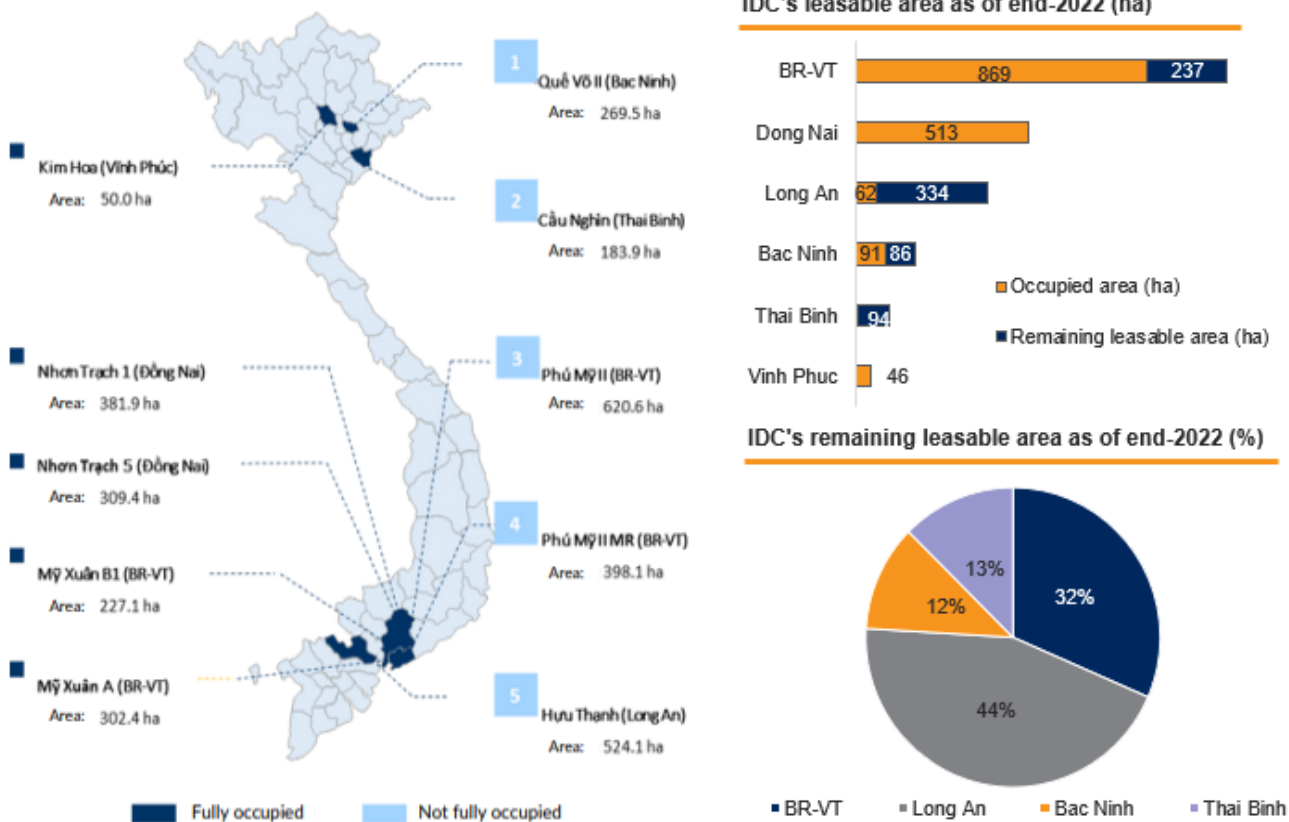 1
Quế Võ II (Bac Ninh)
Area: 269.5 ha
Kim Hoa (Vĩnh Phúc)
Area: 50.0 ha
2
Cầu Nghìn (Thai Binh)
Area: 183.9 ha
Nhơn Trạch 1 (Đồng Nai)
Area: 381.9 ha
3
Phú Mỹ II (BR-VT)
Area: 620.6 ha
Nhơn Trạch 5 (Đồng Nai)
Area: 309.4 ha
4
Phú Mỹ II MR (BR-VT)
Area: 398.1 ha
Mỹ Xuân B1 (BR-VT)
Area: 227.1 ha
Mỹ Xuân A (BR-VT)
Area: 302.4 ha
5
Hựu Thạnh (Long An)
Area: 524.1 ha
Fully occupied
Not fully occupied
IDC's leasable area as of end-2022 (ha)
BR-VT 869 237
Dong Nai 513
Long An 62 334
Bac Ninh 91 86
Occupied area (ha)
Thai Binh 94
Remaining leasable area (ha)
Vinh Phuc 46
IDC's remaining leasable area as of end-2022 (%)
13%
32%
12%
44%
BR-VT Long An Bac Ninh Thai Binh